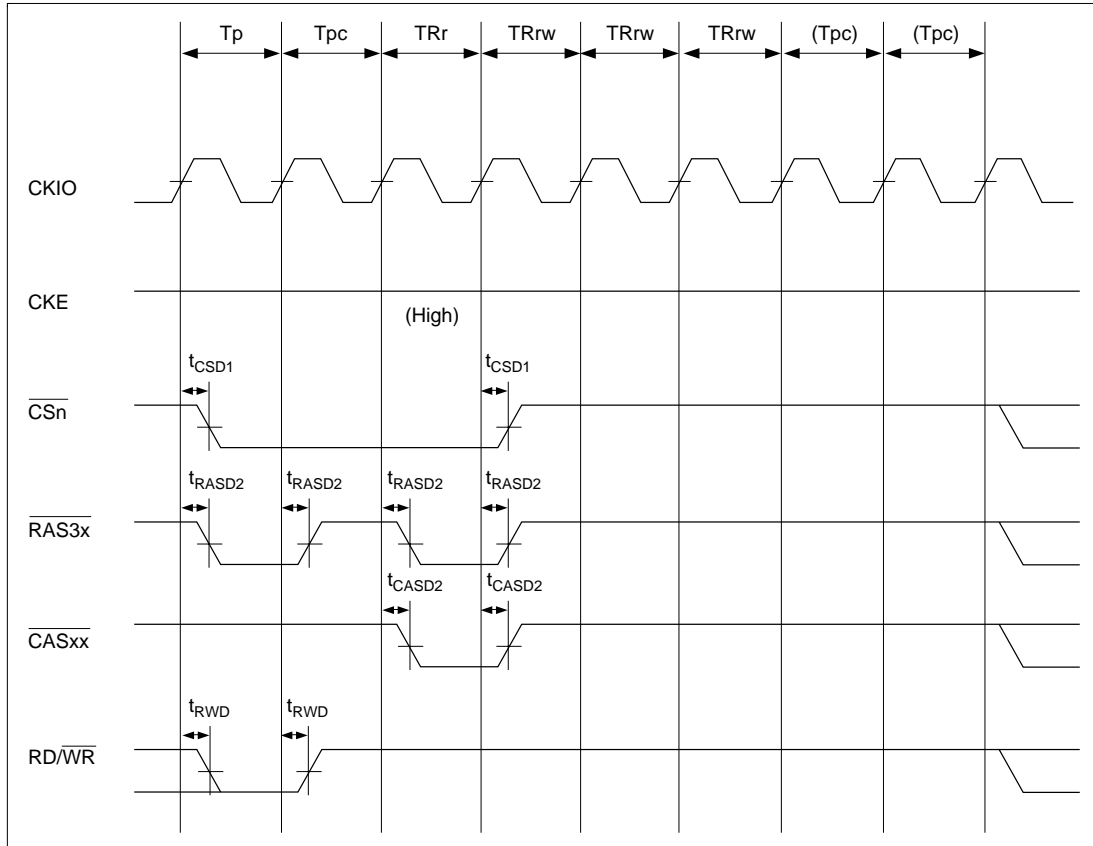 Tp Tpc TRr TRrw TRrw TRrw (Tpc) (Tpc)
CKIO
CKE
(High)
tCSD1 tCSD1
CSn
tRASD2 tRASD2 tRASD2 tRASD2
RAS3x
tCASD2 tCASD2
CASxx
tRWD tRWD
RD/WR